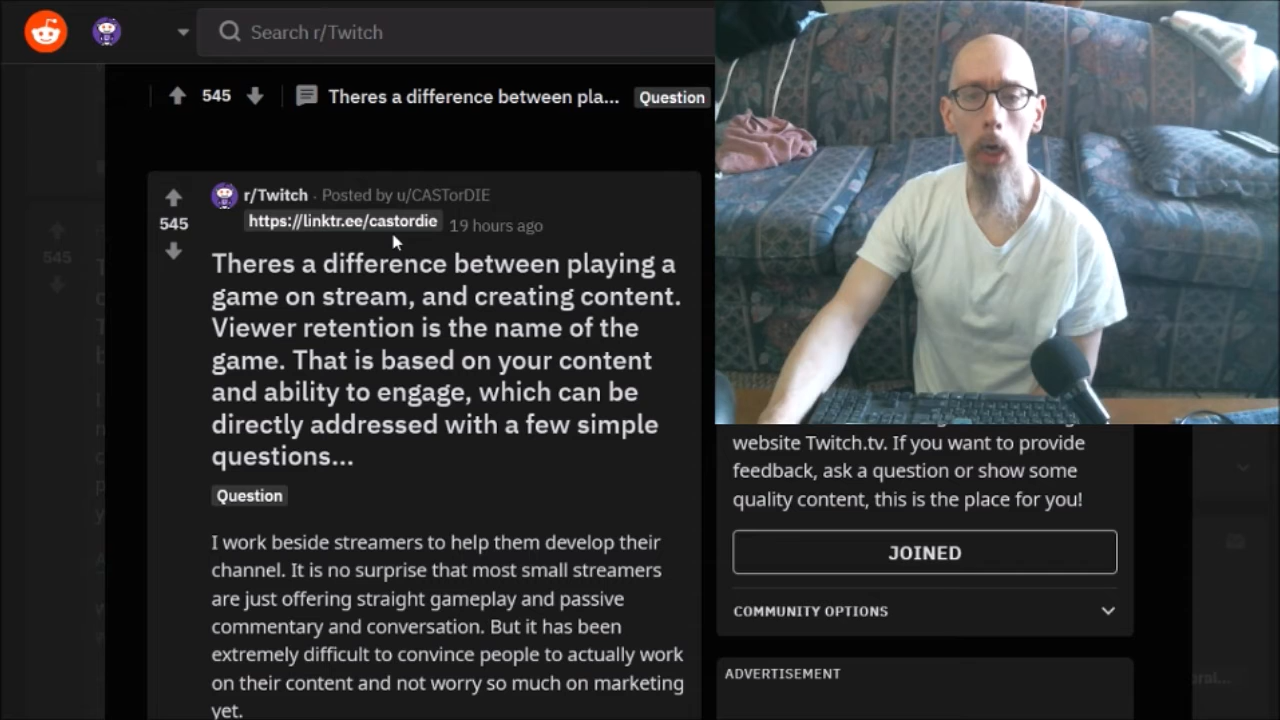 Search r/Twitch
545
Theres a difference between pla...
Question
r/Twitch · Posted by u/CASTorDIE
545
https://linktr.ee/castordie 19 hours ago
Theres a difference between playing a
game on stream, and creating content.
Viewer retention is the name of the
game. That is based on your content
and ability to engage, which can be
directly addressed with a few simple
questions...
Question
I work beside streamers to help them develop their
channel. It is no surprise that most small streamers
are just offering straight gameplay and passive
commentary and conversation. But it has been
extremely difficult to convince people to actually work
on their content and not worry so much on marketing
yet.
website Twitch.tv. If you want to provide
feedback, ask a question or show some
quality content, this is the place for you!
JOINED
COMMUNITY OPTIONS
ADVERTISEMENT
545